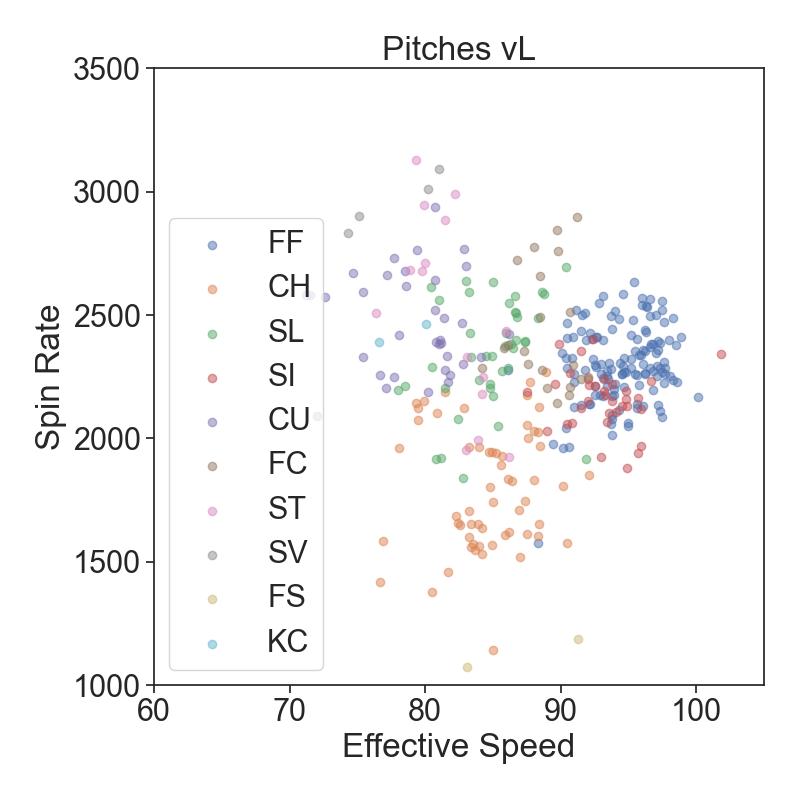 Pitches vL
Spin Rate
3500
3000
2500
2000
1500
1000
FF
CH
SL
SI
CU
FC
ST
SV
FS
KC
60
70
80
90
100
Effective Speed